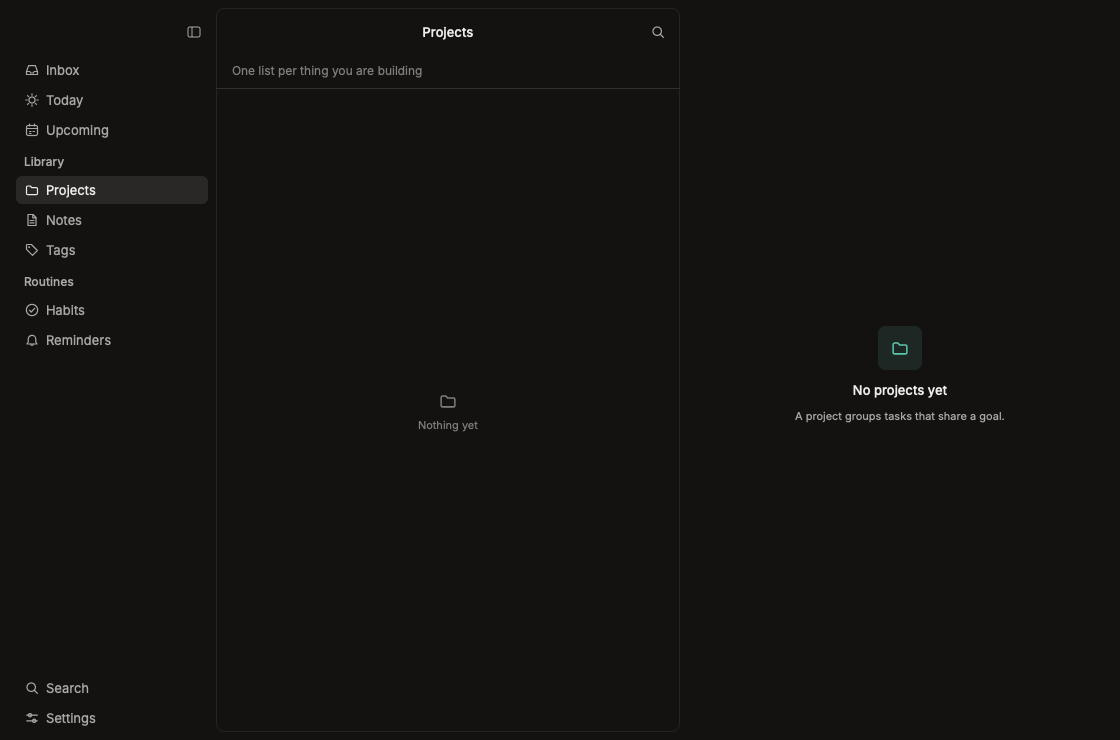 Inbox
Today
Upcoming
Library
Projects
Notes
Tags
Routines
Habits
Reminders
Search
Settings
Projects
One list per thing you are building
Nothing yet
No projects yet
A project groups tasks that share a goal.